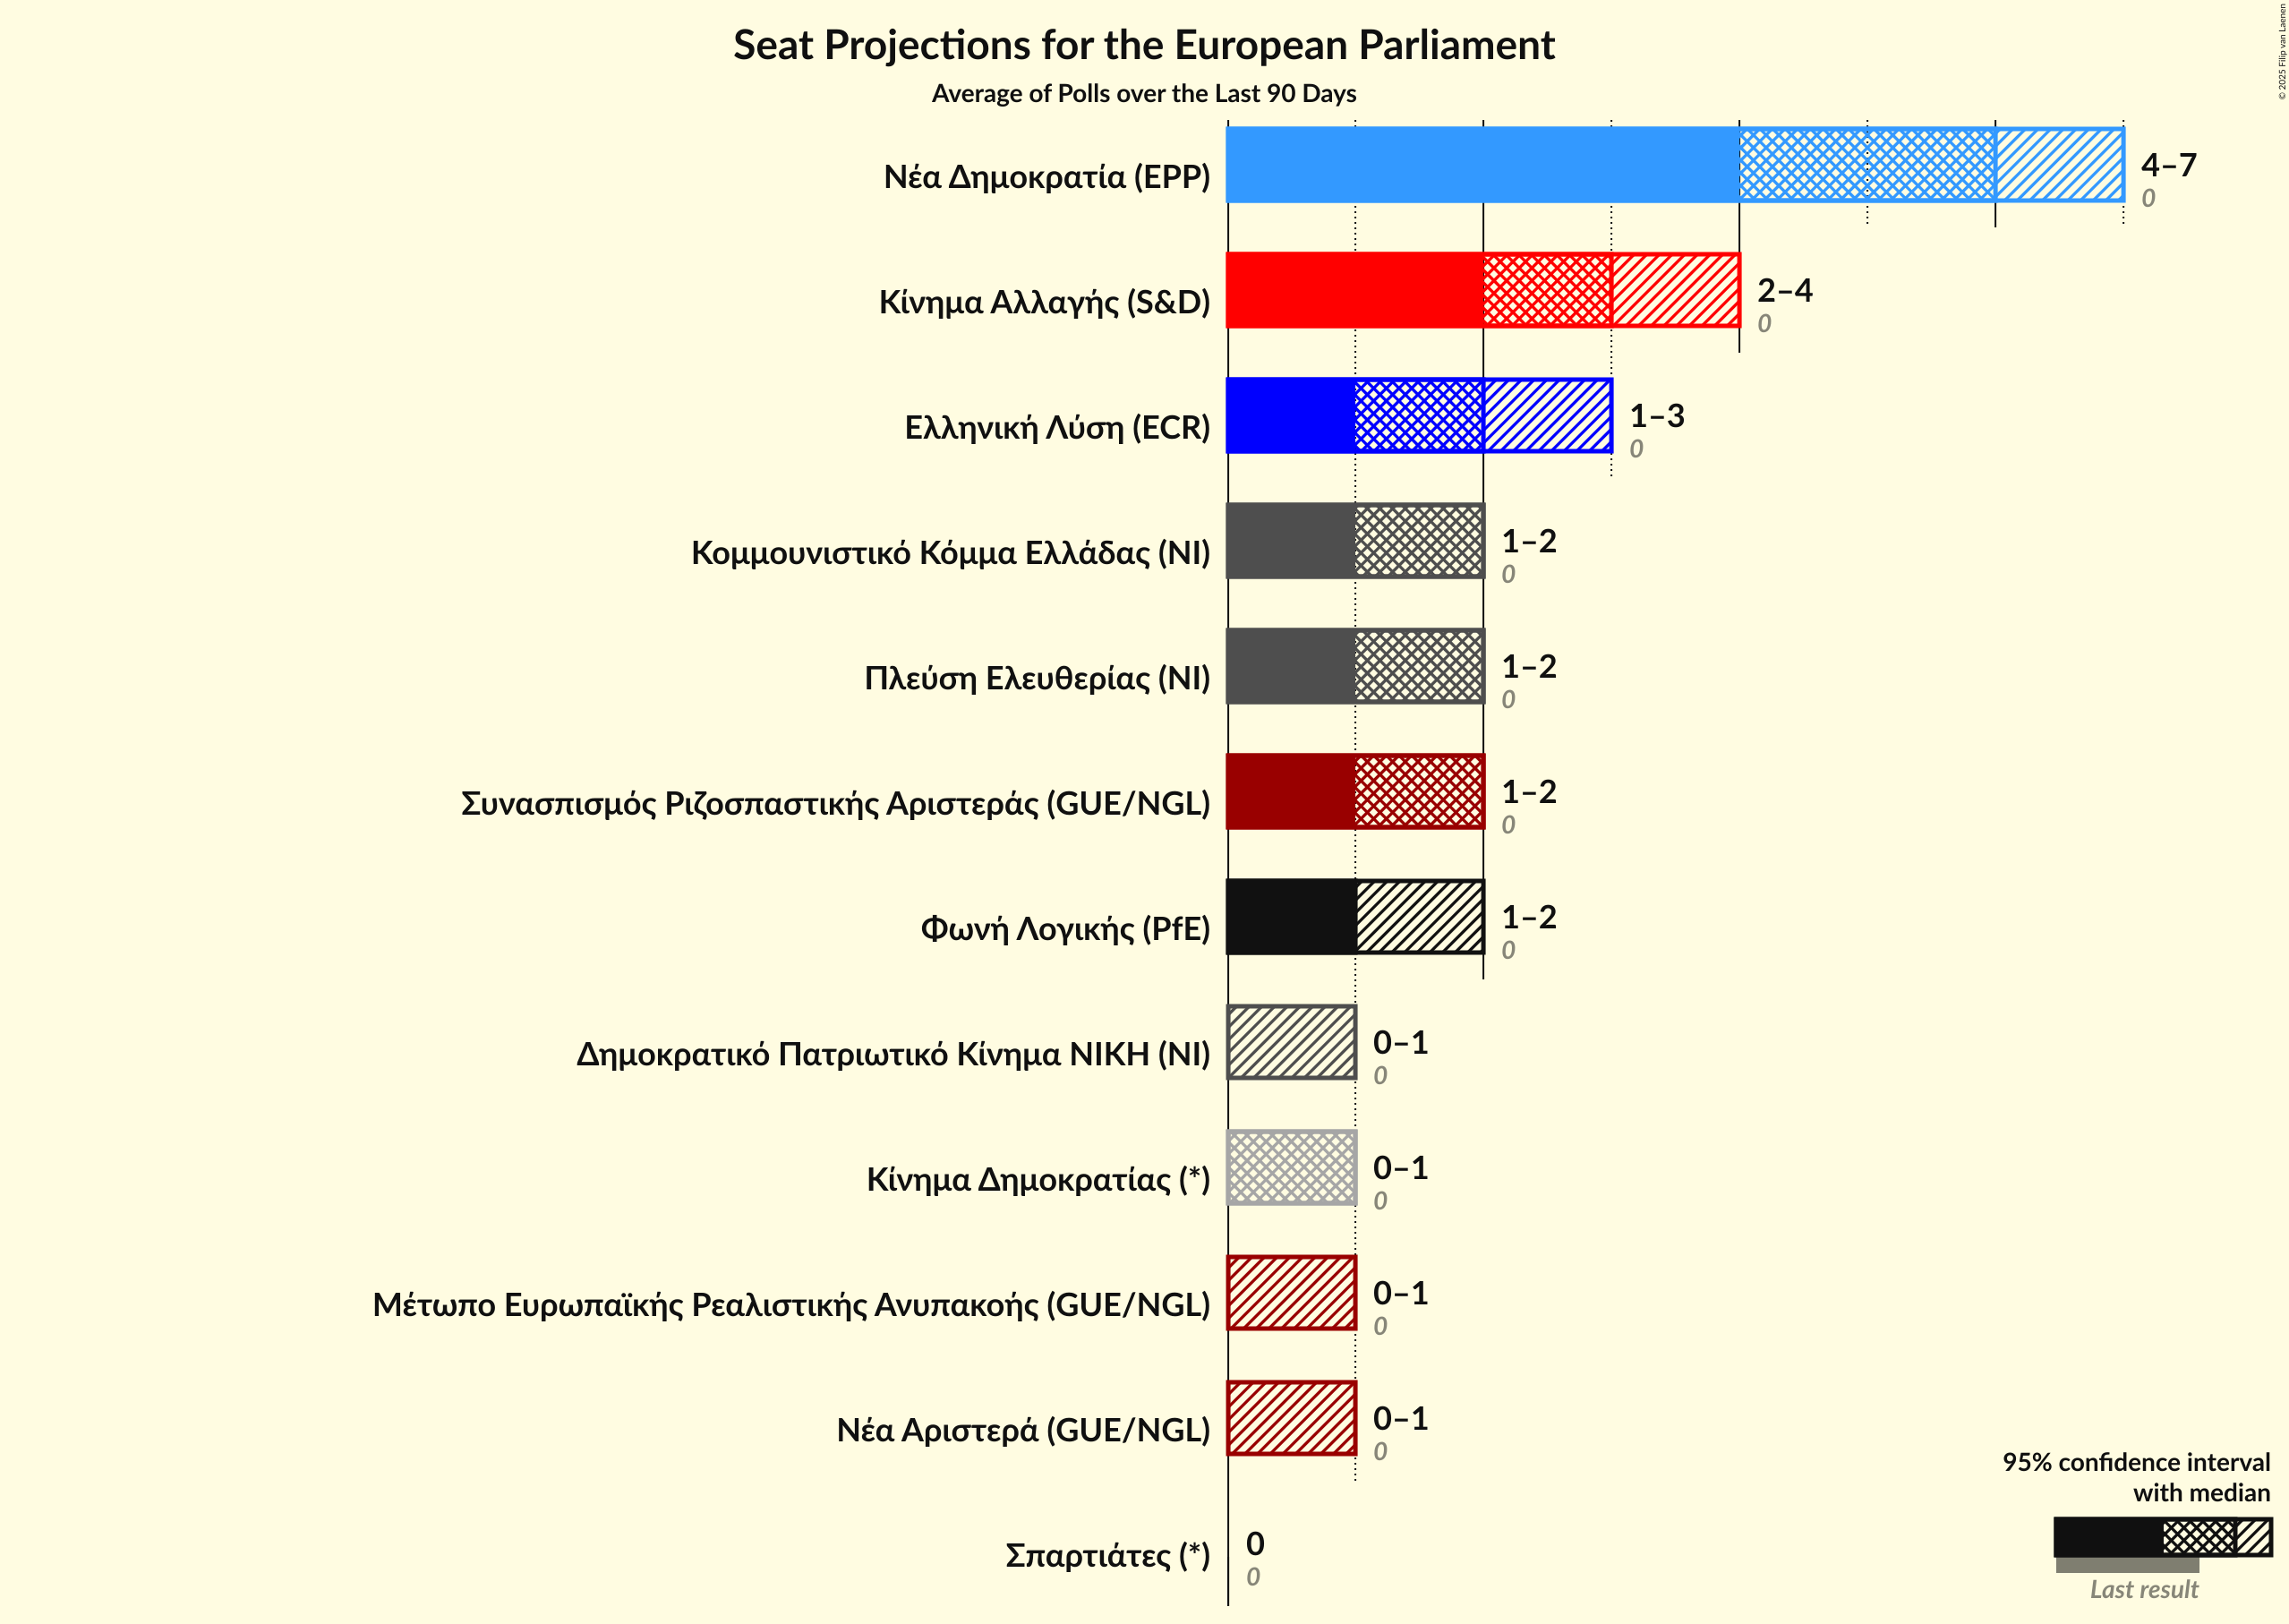 Seat Projections for the European Parliament
Average of Polls over the Last 90 Days
© 2025 Filip van Laenen
Νέα Δημοκρατία (EPP)
4–7
0
Κίνημα Αλλαγής (S&D)
2–4
0
Ελληνική Λύση (ECR)
1–3
0
Κομμουνιστικό Κόμμα Ελλάδας (NI)
1–2
0
Πλεύση Ελευθερίας (NI)
1–2
0
Συνασπισμός Ριζοσπαστικής Αριστεράς (GUE/NGL)
1–2
0
Φωνή Λογικής (PfE)
1–2
0
Δημοκρατικό Πατριωτικό Κίνημα ΝΙΚΗ (NI)
0–1
0
Κίνημα Δημοκρατίας (*)
0–1
0
Μέτωπο Ευρωπαϊκής Ρεαλιστικής Ανυπακοής (GUE/NGL)
0–1
0
Νέα Αριστερά (GUE/NGL)
0–1
0
Σπαρτιάτες (*)
0
0
95% confidence interval
with median
Last result